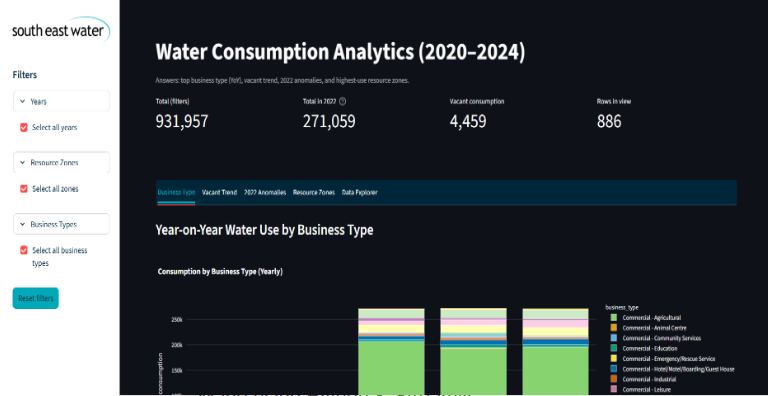 south east water
Filters
Years
Select all years
Resource Zones
Select all zones
Business Types
Select all business
types
Reset filters
Water Consumption Analytics (2020–2024)
Answers: top business type (YoY), vacant trend, 2022 anomalies, and highest-use resource zones.
Total (filters)
931,957
Total in 2022
271,059
Vacant consumption
4,459
Rows in view
886
Business Type Vacant Trend 2022 Anomalies Resource Zones Data Explorer
Year-on-Year Water Use by Business Type
Consumption by Business Type (Yearly)
250k
200k
150k
consumption
business_type
Commercial - Agricultural
Commercial - Animal Centre
Commercial - Community Services
Commercial - Education
Commercial - Emergency/Rescue Service
Commercial - Hotel/Motel/Boarding/Guest House
Commercial - Industrial
Commercial - Leisure